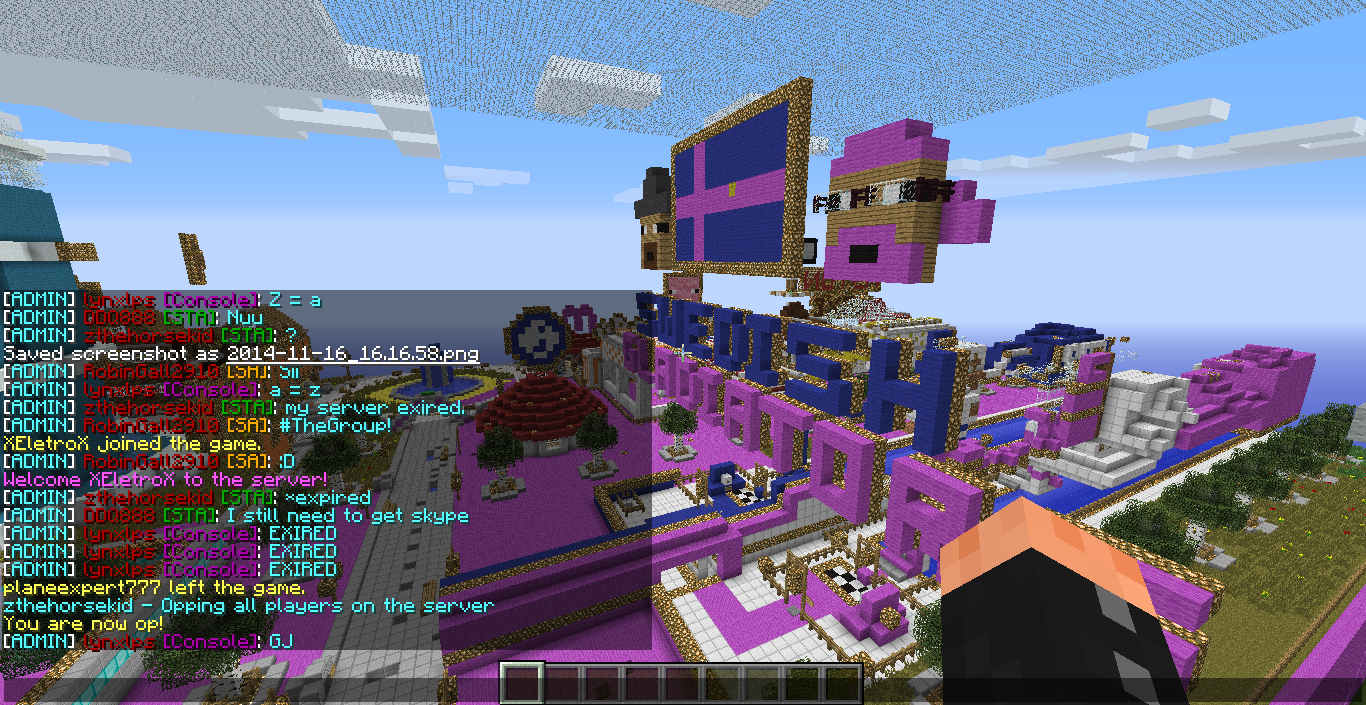 [ADMIN] lynxlps [Console]: Z = a
[ADMIN] DD0888 [STA]: Nyu
[ADMIN] zthehorsekid [STA]: ?
Saved screenshot as 2014-11-16_16.16.58.png
[ADMIN] RobinGall2910 [SA]:
[ADMIN] lynxlps [Console]: a = z
[ADMIN] zthehorsekid [STA]: my server exired.
[ADMIN] RobinGall2910 [SA]: #TheGroup!
XEletroX joined the game.
[ADMIN] RobinGall2910 [SA]: :D
Welcome XEletroX to the server!
[ADMIN] zthehorsekid [STA]: *expired
[ADMIN] DD0888 [STA]: I still need to get skype
[ADMIN] lynxlps [Console]: EXIRED
[ADMIN] lynxlps [Console]: EXIRED
[ADMIN] lynxlps [Console]: EXIRED
planeexpert777 left the game.
zthehorsekid - Opping all players on the server
You are now op!
[ADMIN] lynxlps [Console]: GJ
SWEDISH